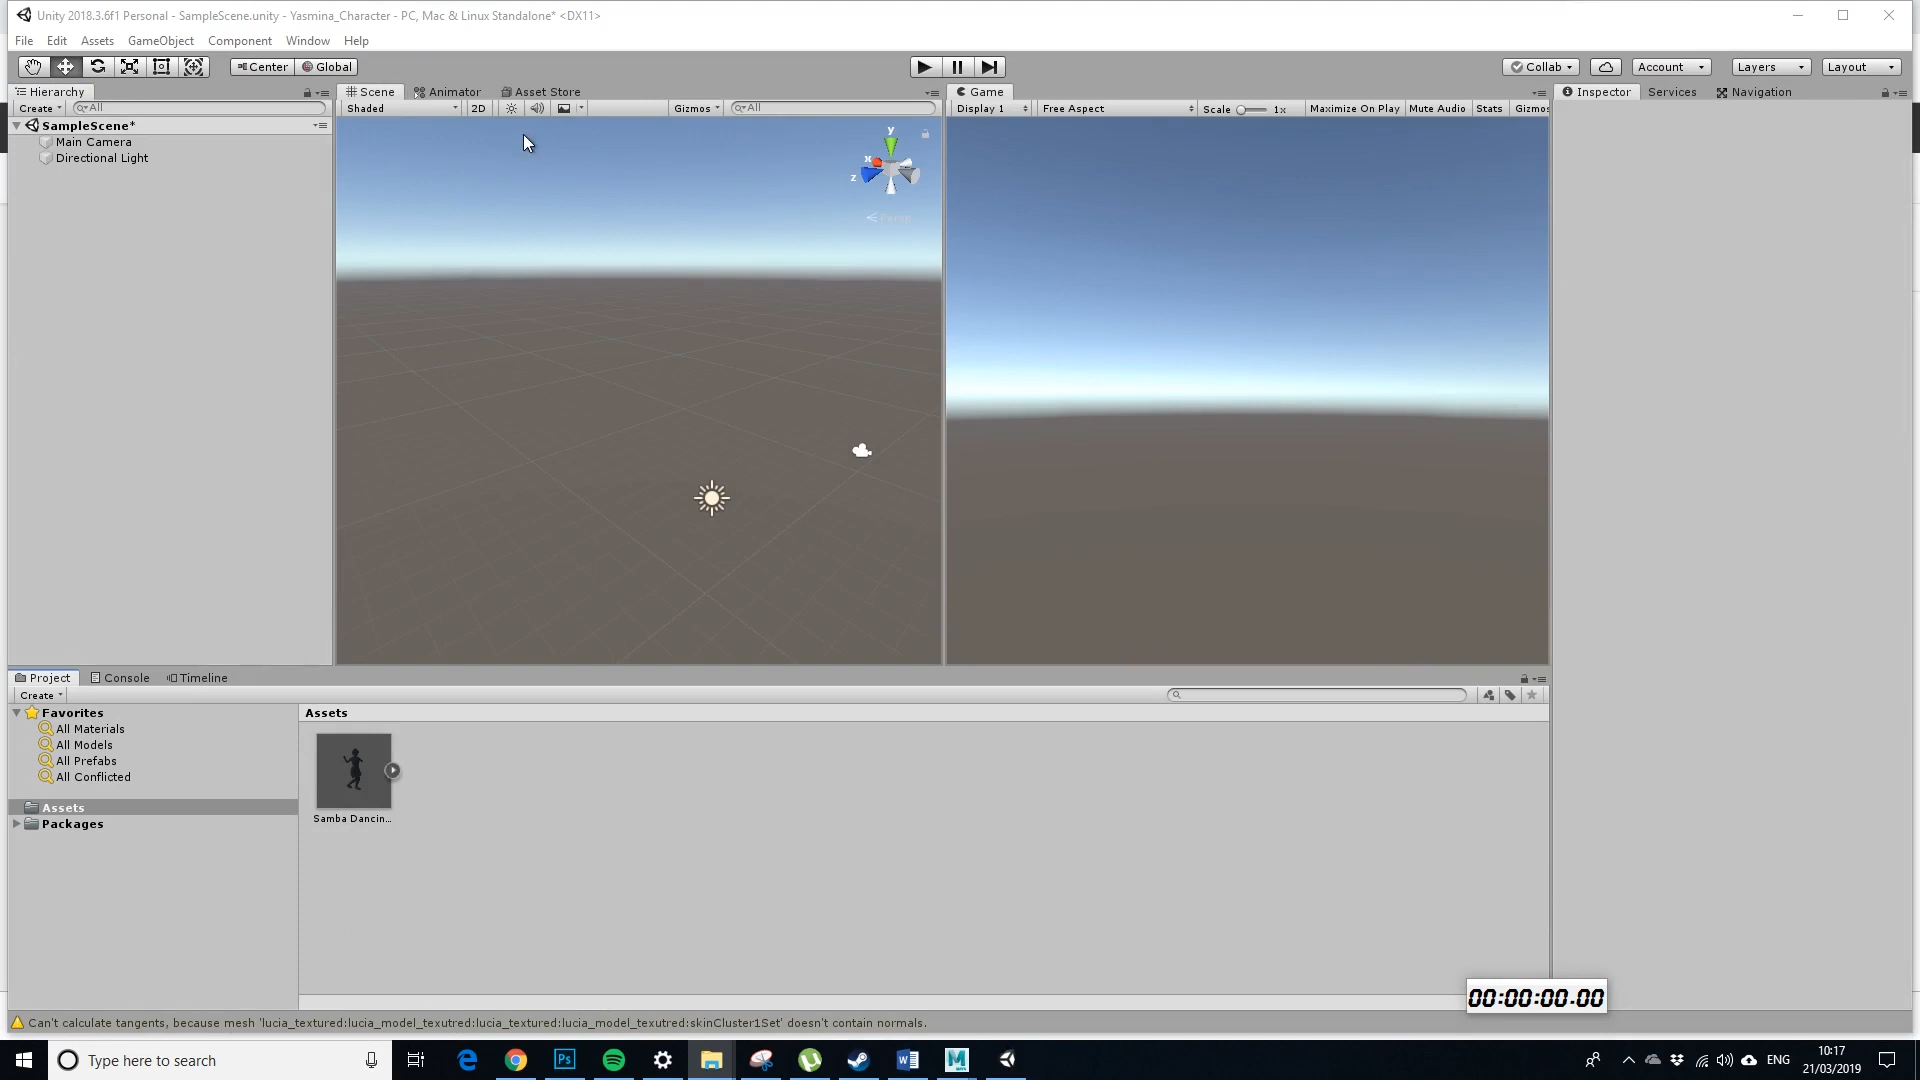 Unity 2018.3.6f1 Personal - SampleScene.unity - Yasmina_Character - PC, Mac & Linux Standalone* <DX11>
File Edit Assets GameObject Component Window Help
Center Global Collab Account Layers Layout
Hierarchy Scene Animator Asset Store Game Inspector Services Navigation
Create All Shaded 2D Gizmos All Display 1 Free Aspect Scale 1x Maximize On Play Mute Audio Stats Gizmos
SampleScene*
Main Camera
Directional Light
y
x
z
Persp
Project Console Timeline
Create
Favorites
All Materials
All Models
All Prefabs
All Conflicted
Assets
Packages
Assets
Samba Dancin...
00:00:00.00
Can't calculate tangents, because mesh 'lucia_textured:lucia_model_texutred:lucia_textured:lucia_model_texutred:skinCluster1Set' doesn't contain normals.
Type here to search
Ps
ENG
10:17
21/03/2019